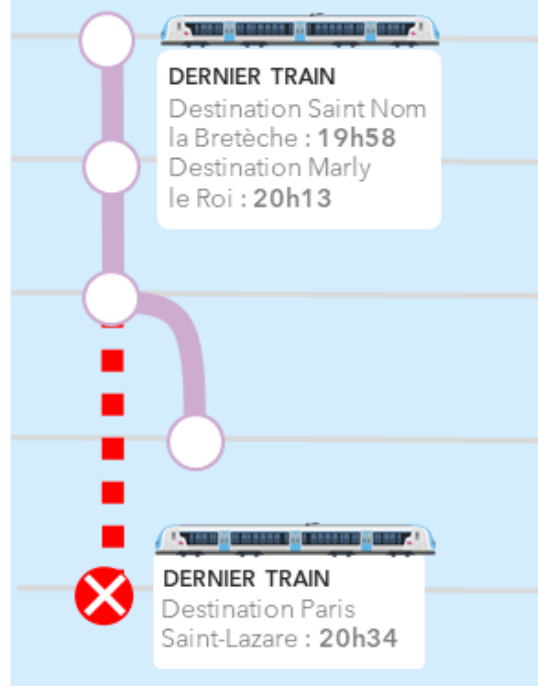 DERNIER TRAIN
Destination Saint Nom
la Bretèche : 19h58
Destination Marly
le Roi : 20h13
DERNIER TRAIN
Destination Paris
Saint-Lazare : 20h34